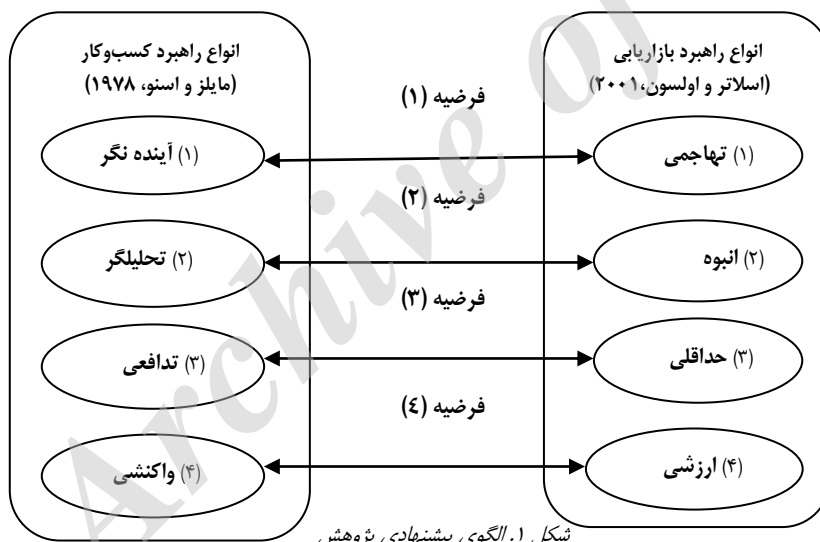 انواع راهبرد بازاریابی
(اسلاتر و اولسون،۲۰۰۱)
(۱) تهاجمی
(۲) انبوه
(۳) حداقلی
(۴) ارزشی
فرضیه (۱)
فرضیه (۲)
فرضیه (۳)
فرضیه (٤)
انواع راهبرد کسب‌وکار
(مایلز و اسنو، ۱۹۷۸)
(۱) آینده نگر
(۲) تحلیلگر
(۳) تدافعی
(۴) واکنشی
شکل ۱. الگوی پیشنهادی پژوهش
Archive of